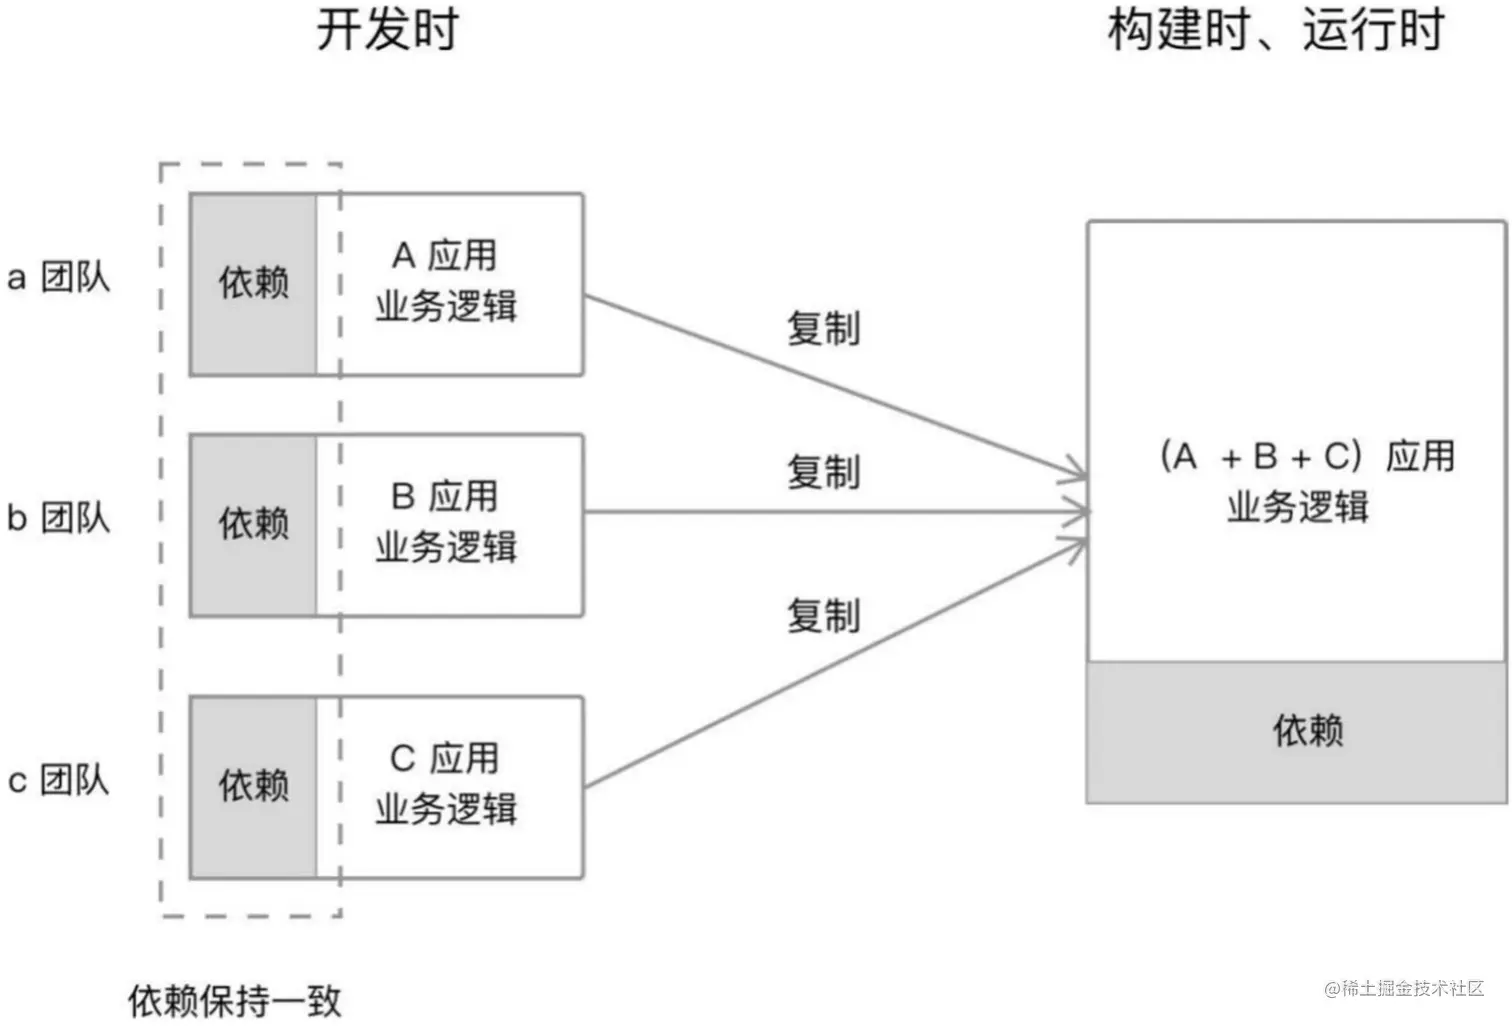 开发时
构建时、运行时
a 团队
依赖
A 应用
业务逻辑
复制
b 团队
依赖
B 应用
业务逻辑
复制
(A + B + C) 应用
业务逻辑
复制
依赖
c 团队
依赖
C 应用
业务逻辑
依赖保持一致
@稀土掘金技术社区